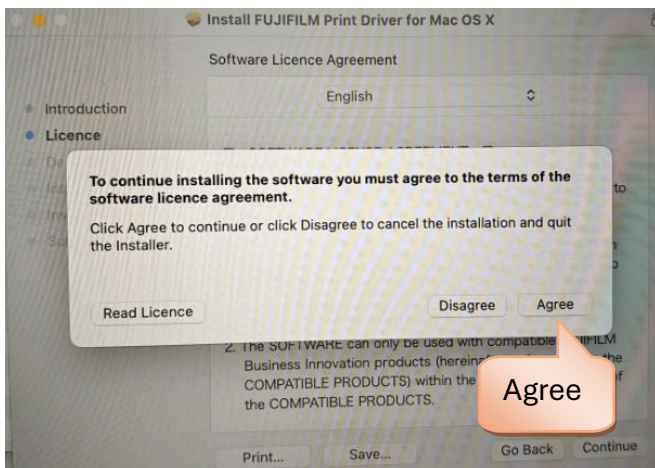 Install FUJIFILM Print Driver for Mac OS X
Software Licence Agreement
English
Introduction
Licence
To continue installing the software you must agree to the terms of the
software licence agreement.
Click Agree to continue or click Disagree to cancel the installation and quit
the Installer.
Read Licence
Disagree
Agree
to
2. The SOFTWARE can only be used with compatible
Business Innovation products
the
COMPATIBLE PRODUCTS) within the
of
the COMPATIBLE PRODUCTS.
Agree
Print...
Save...
Go Back
Continue